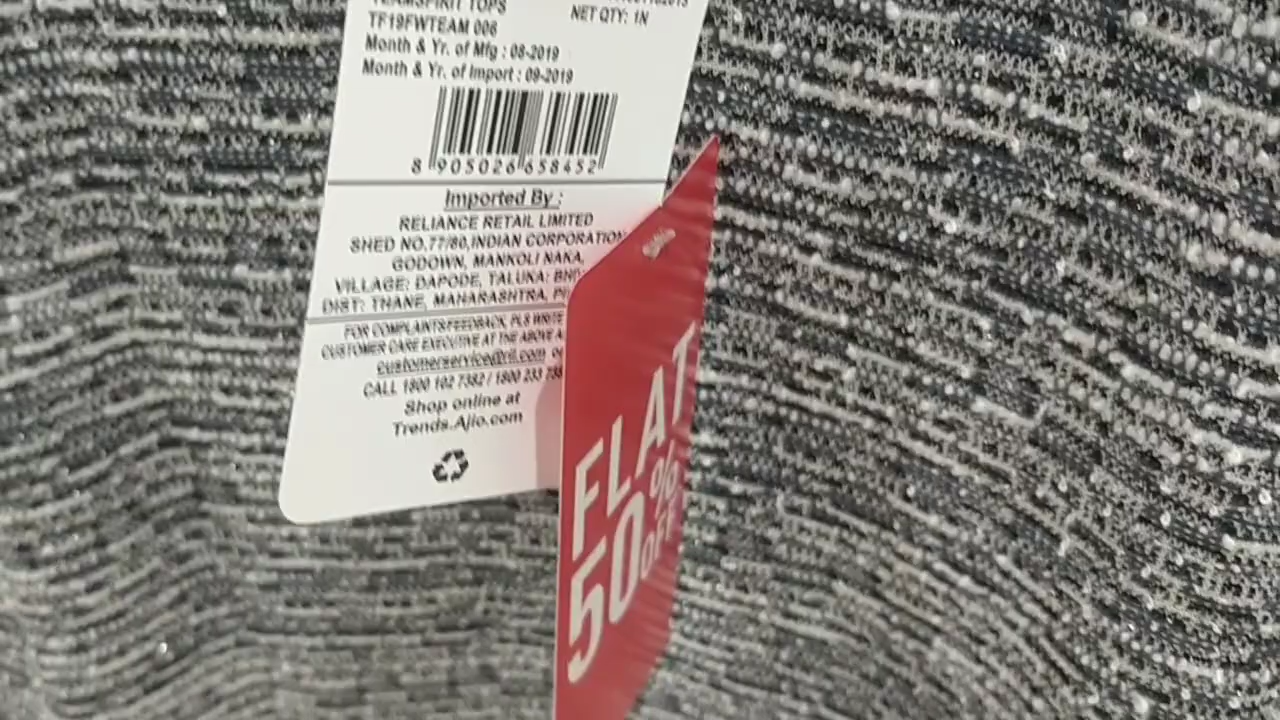 TEAMSPIRIT TOPS
NET QTY: 1N
TF19FWTEAM 006
Month & Yr. of Mfg : 08-2019
Month & Yr. of Import : 09-2019
8 905026 658452
Imported By :
RELIANCE RETAIL LIMITED
SHED NO.77/80,INDIAN CORPORATION
GODOWN, MANKOLI NAKA,
VILLAGE: DAPODE, TALUKA:
DIST: THANE, MAHARASHTRA,
FOR COMPLAINTS/FEEDBACK, PLS WRITE
CUSTOMER CARE EXECUTIVE AT THE ABOVE
customerservice@ril.com
CALL 1800 102 7382 / 1800 233
Shop online at
Trends.Ajio.com
FLAT
50%
OFF